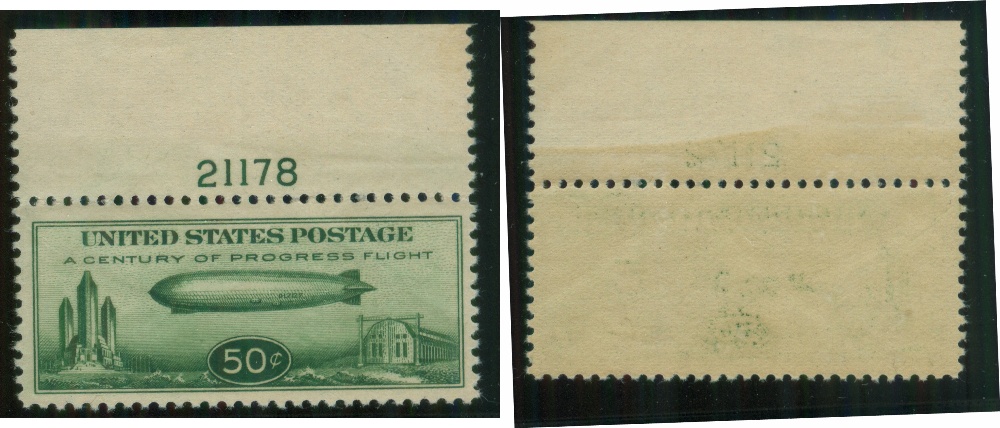 21178
UNITED STATES POSTAGE
A CENTURY OF PROGRESS FLIGHT
50¢